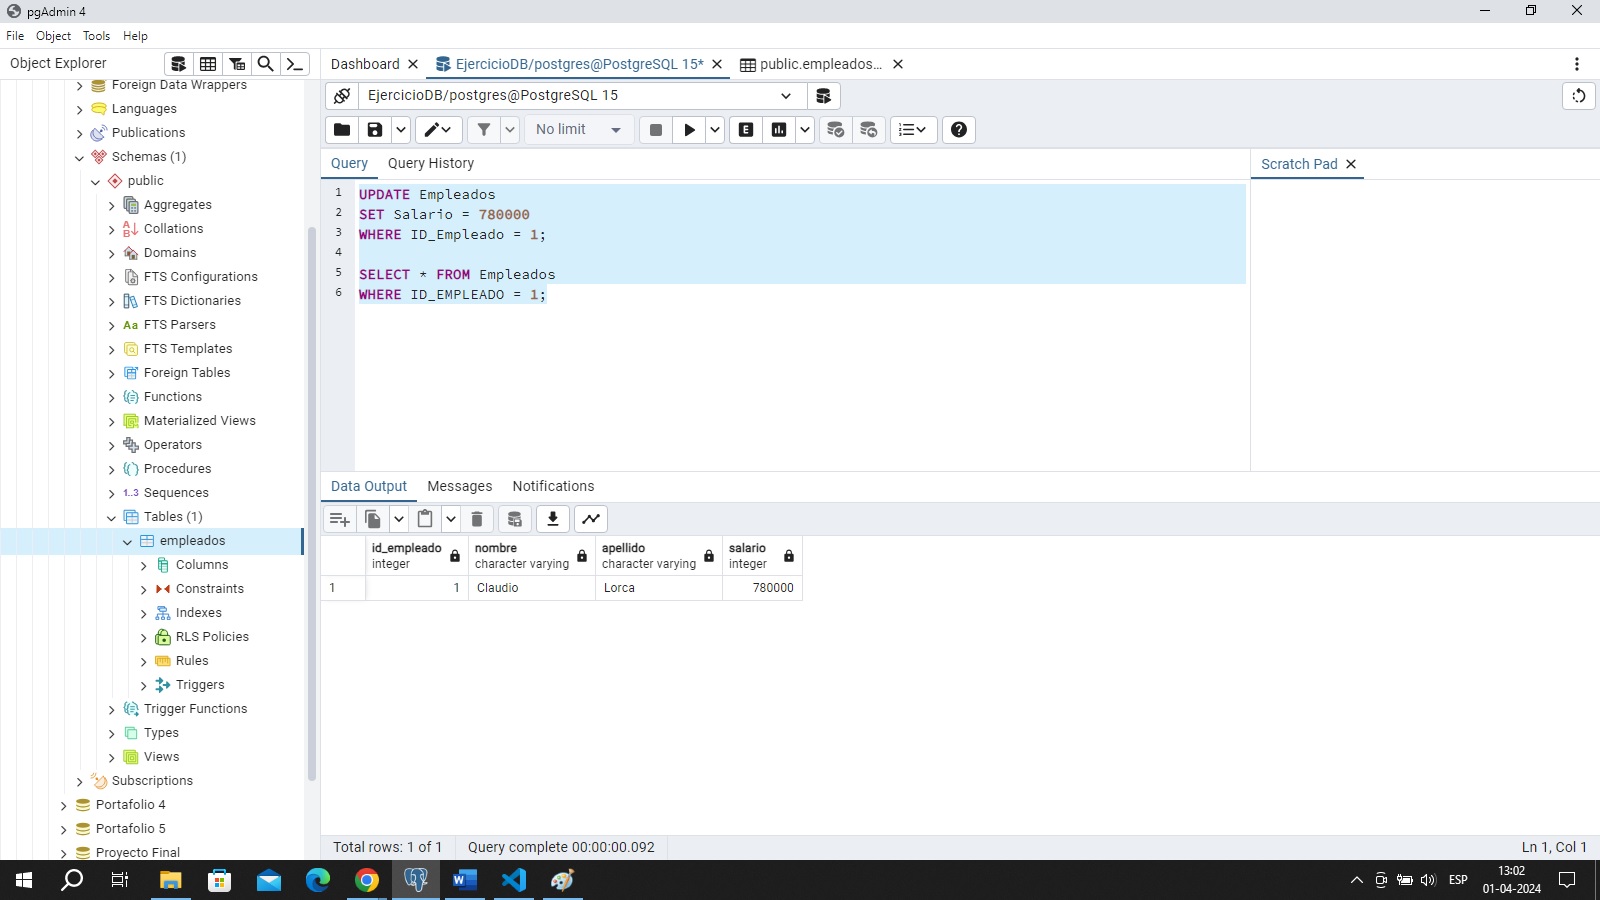 pgAdmin 4
File Object Tools Help
Object Explorer
Dashboard
EjercicioDB/postgres@PostgreSQL 15*
public.empleados...
EjercicioDB/postgres@PostgreSQL 15
No limit
E
Query
Query History
Scratch Pad
1 UPDATE Empleados
2 SET Salario = 780000
3 WHERE ID_Empleado = 1;
4
5 SELECT * FROM Empleados
6 WHERE ID_EMPLEADO = 1;
Foreign Data Wrappers
Languages
Publications
Schemas (1)
public
Aggregates
Collations
Domains
FTS Configurations
FTS Dictionaries
Aa FTS Parsers
FTS Templates
Foreign Tables
Functions
Materialized Views
Operators
Procedures
1..3 Sequences
Tables (1)
empleados
Columns
Constraints
Indexes
RLS Policies
Rules
Triggers
Trigger Functions
Types
Views
Subscriptions
Portafolio 4
Portafolio 5
Proyecto Final
Data Output Messages Notifications
id_empleado nombre apellido salario
integer character varying character varying integer
1 1 Claudio Lorca 780000
Total rows: 1 of 1 Query complete 00:00:00.092 Ln 1, Col 1
ESP
13:02
01-04-2024